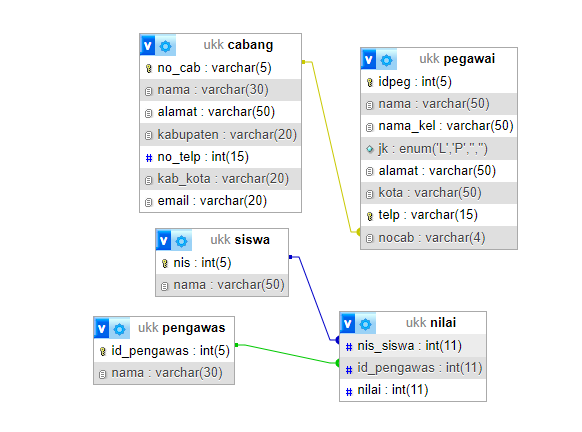 v ukk cabang
no_cab : varchar(5)
nama : varchar(30)
alamat : varchar(50)
kabupaten : varchar(20)
# no_telp : int(15)
kab_kota : varchar(20)
email : varchar(20)
v ukk pegawai
idpeg : int(5)
nama : varchar(50)
nama_kel : varchar(50)
jk : enum('L','P','','')
alamat : varchar(50)
kota : varchar(50)
telp : varchar(15)
nocab : varchar(4)
v ukk siswa
nis : int(5)
nama : varchar(50)
v ukk pengawas
id_pengawas : int(5)
nama : varchar(30)
v ukk nilai
# nis_siswa : int(11)
# id_pengawas : int(11)
# nilai : int(11)